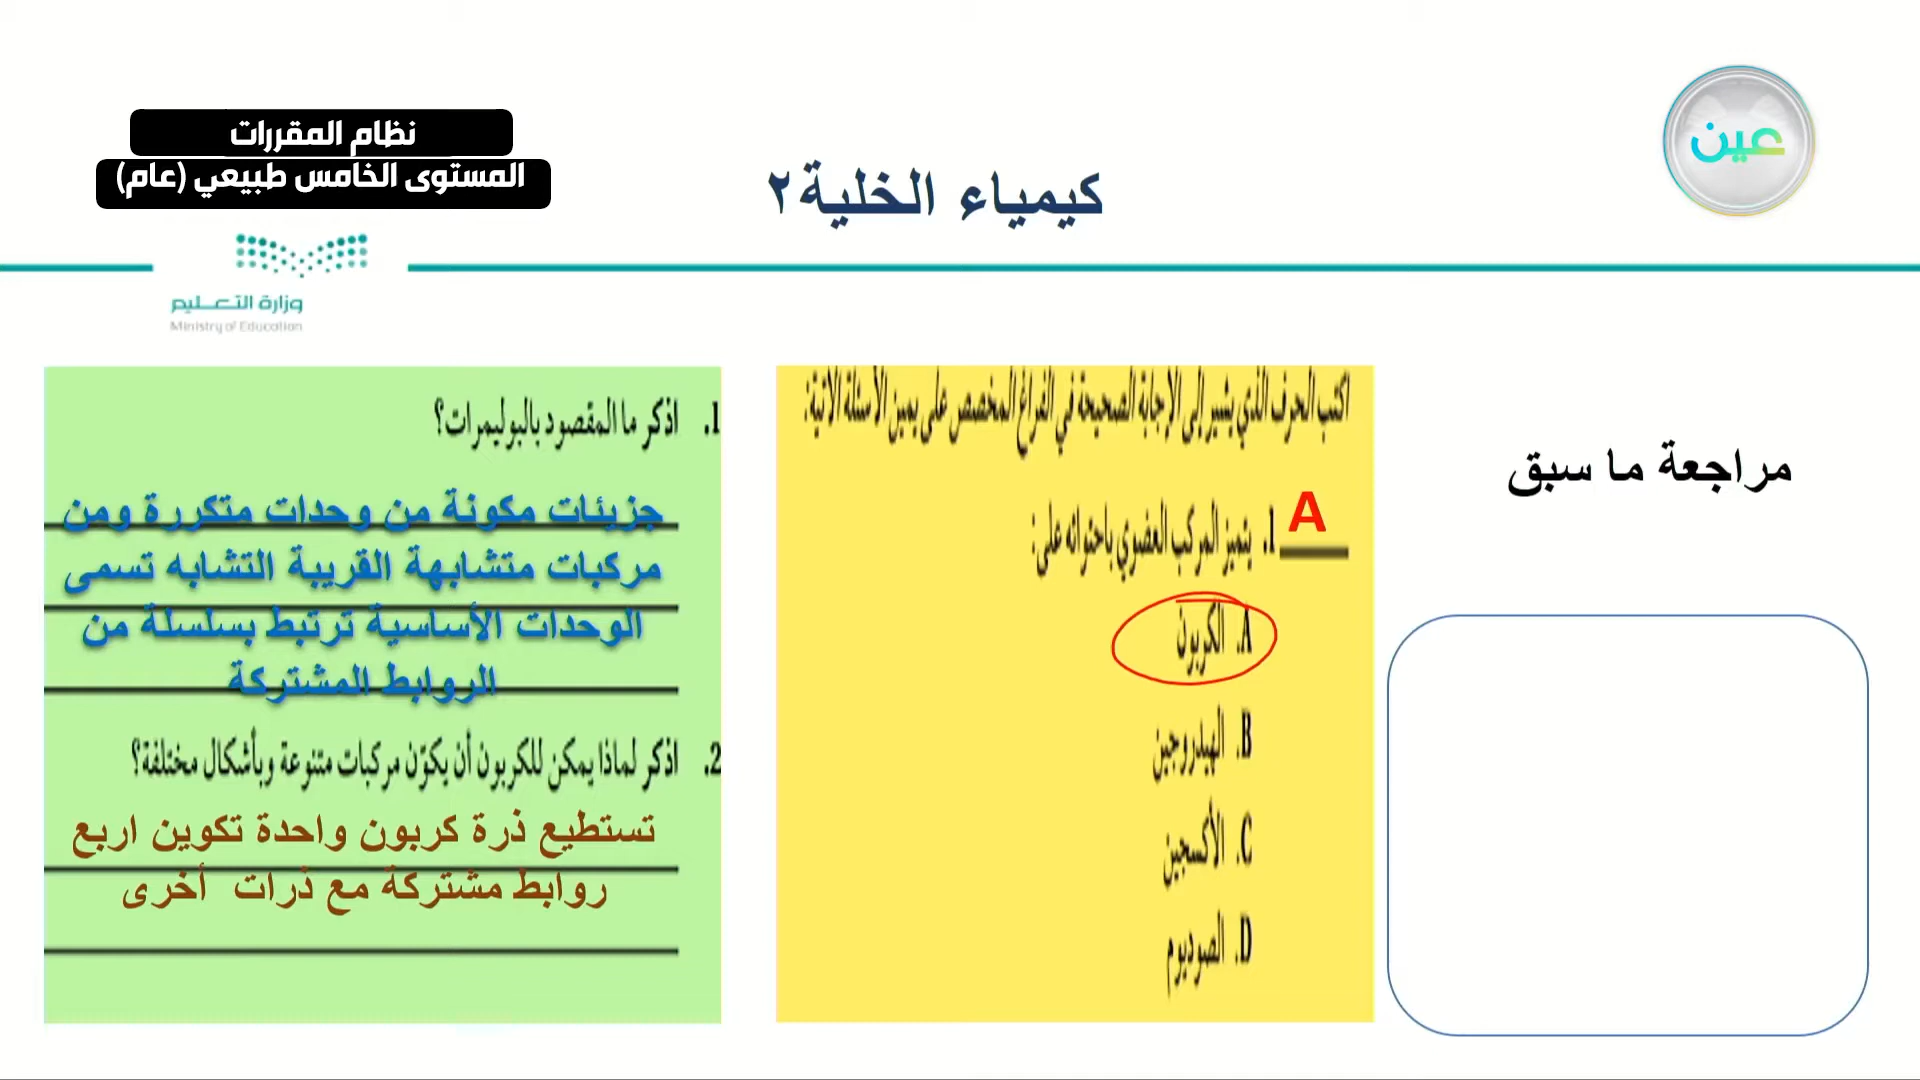 نظام المقررات
المستوى الخامس طبيعي (عام)
كيمياء الخلية٢
عين
وزارة التعليم
Ministry of Education
مراجعة ما سبق
اكتب الحرف الذي يشير إلى الإجابة الصحيحة في الفراغ المخصص على يمين الأسئلة الآتية:
A
1. يتميز المركب العضوي باحتوائه على:
A. الكربون
B. الهيدروجين
C. الأكسجين
D. الصوديوم
1. اذكر ما المقصود بالبوليمرات؟
جزيئات مكونة من وحدات متكررة ومن
مركبات متشابهة القريبة التشابه تسمى
الوحدات الأساسية ترتبط بسلسلة من
الروابط المشتركة
2. اذكر لماذا يمكن للكربون أن يكوّن مركبات متنوعة وبأشكال مختلفة؟
تستطيع ذرة كربون واحدة تكوين اربع
روابط مشتركة مع ذرات أخرى